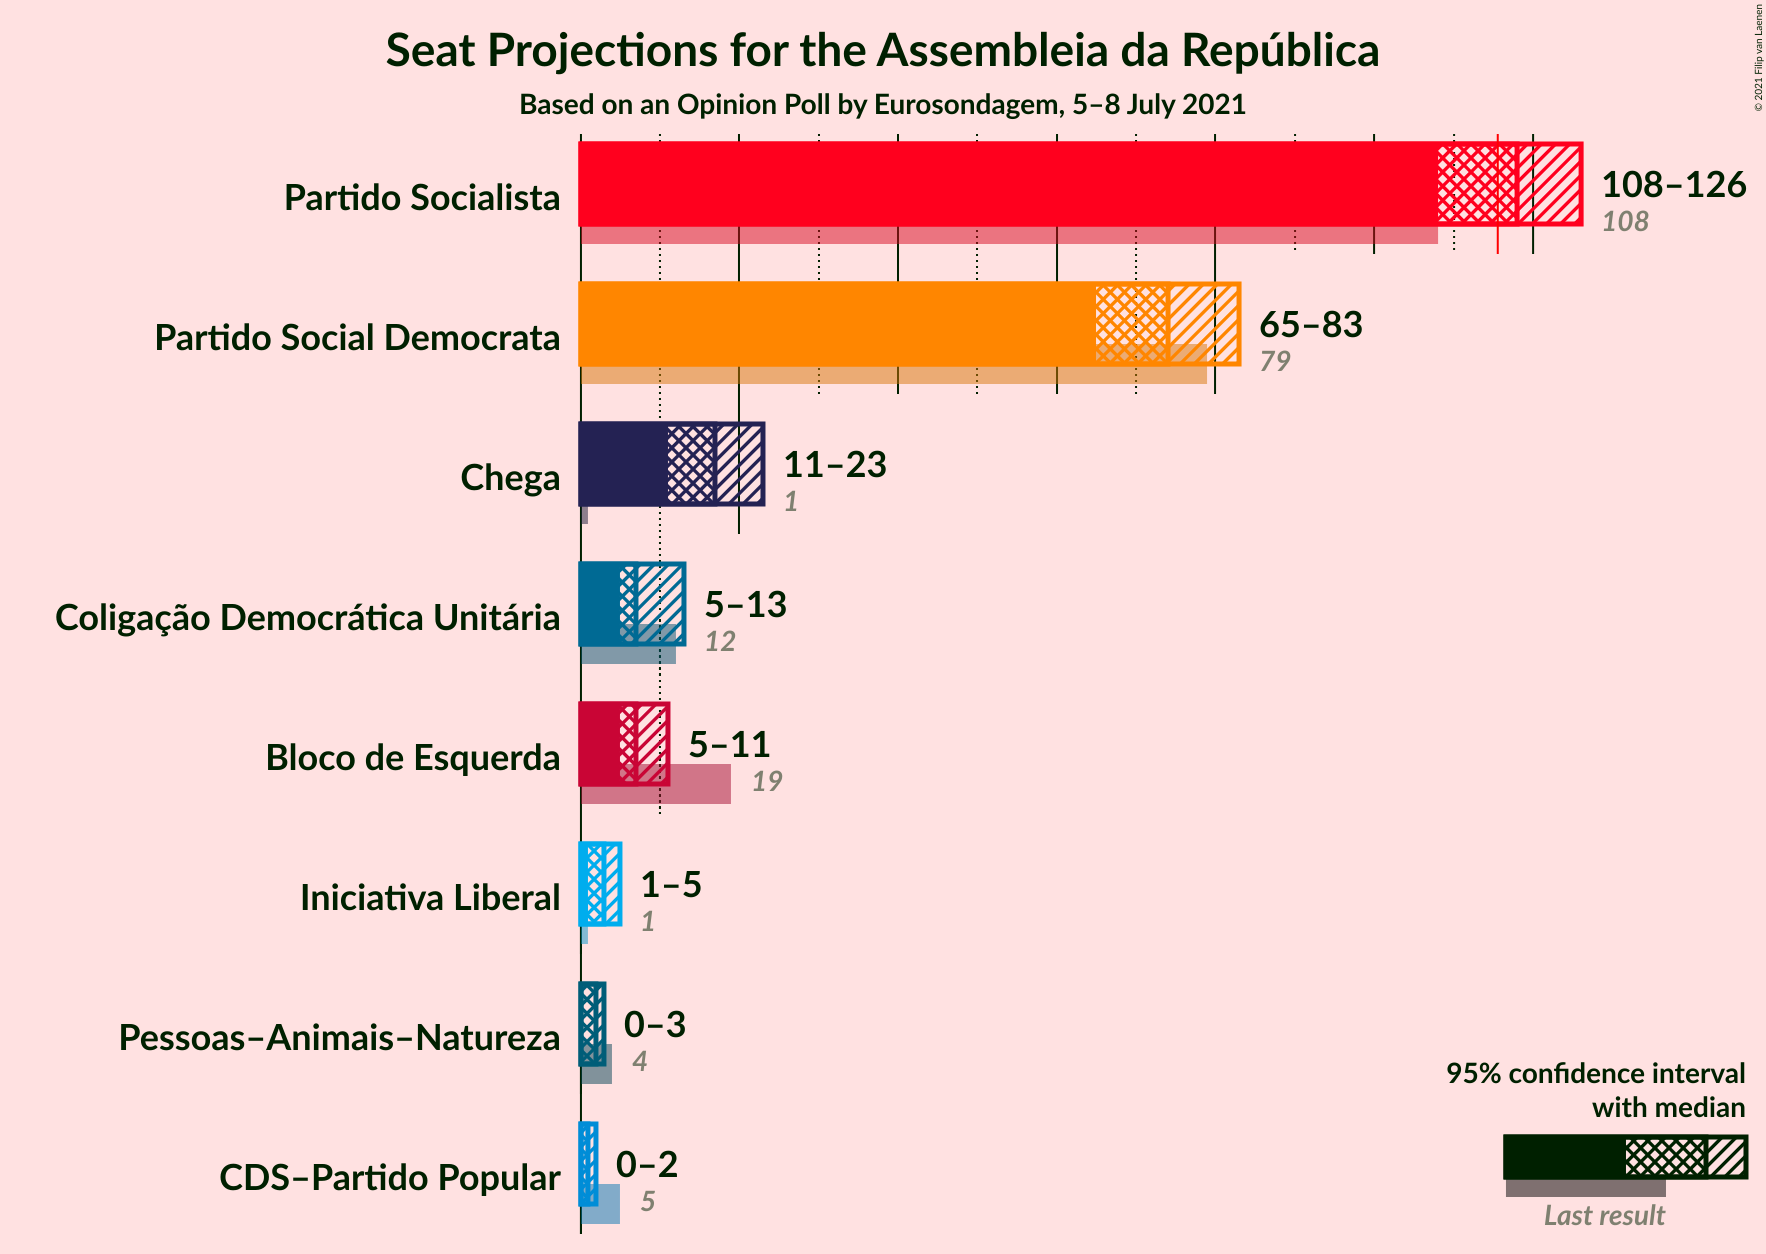 Seat Projections for the Assembleia da República
Based on an Opinion Poll by Eurosondagem, 5–8 July 2021
© 2021 Filip van Laenen
Partido Socialista
108–126
108
Partido Social Democrata
65–83
79
Chega
11–23
1
Coligação Democrática Unitária
5–13
12
Bloco de Esquerda
5–11
19
Iniciativa Liberal
1–5
1
Pessoas–Animais–Natureza
0–3
4
CDS–Partido Popular
0–2
5
95% confidence interval
with median
Last result